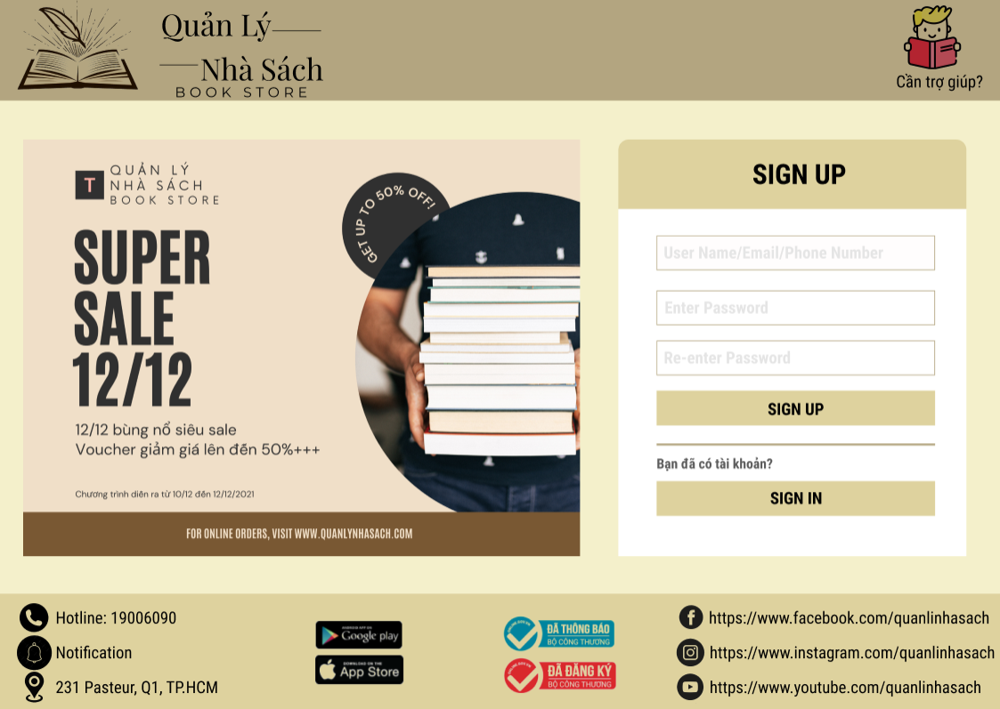 Quản Lý
Nhà Sách
BOOK STORE
Cần trợ giúp?
T
QUẢN LÝ
NHÀ SÁCH
BOOK STORE
GET UP TO 50% OFF!
SUPER
SALE
12/12
12/12 bùng nổ siêu sale
Voucher giảm giá lên đến 50%+++
Chương trình diễn ra từ 10/12 đến 12/12/2021
FOR ONLINE ORDERS, VISIT WWW.QUANLYNHASACH.COM
SIGN UP
User Name/Email/Phone Number
Enter Password
Re-enter Password
SIGN UP
Bạn đã có tài khoản?
SIGN IN
Hotline: 19006090
Notification
231 Pasteur, Q1, TP.HCM
ANDROID APP ON
Google play
DOWNLOAD ON THE
App Store
ONLINE.GOV.VN
ĐÃ THÔNG BÁO
BỘ CÔNG THƯƠNG
ONLINE.GOV.VN
ĐÃ ĐĂNG KÝ
BỘ CÔNG THƯƠNG
https://www.facebook.com/quanlinhasach
https://www.instagram.com/quanlinhasach
https://www.youtube.com/quanlinhasach